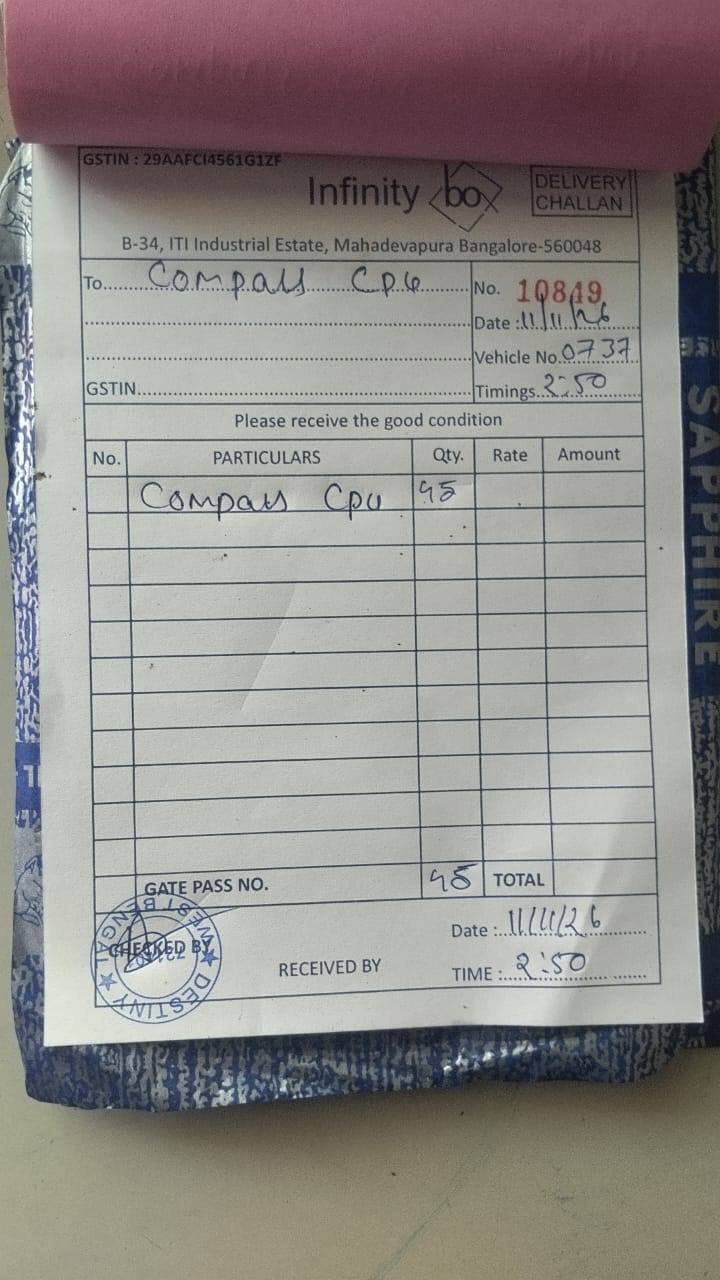 GSTIN : 29AAFCI4561G1ZF
Infinity box
DELIVERY CHALLAN
B-34, ITI Industrial Estate, Mahadevapura Bangalore-560048
To Compass CPU
No. 10849
Date : 11/11/26
Vehicle No. 0737
GSTIN
Timings 2:50
Please receive the good condition
No. PARTICULARS Qty. Rate Amount
Compass CPU 45
GATE PASS NO. 45 TOTAL
Date : 11/11/26
CHECKED BY
RECEIVED BY
TIME : 2:50
DESTINY WEST BENGAL
SAPPHIRE